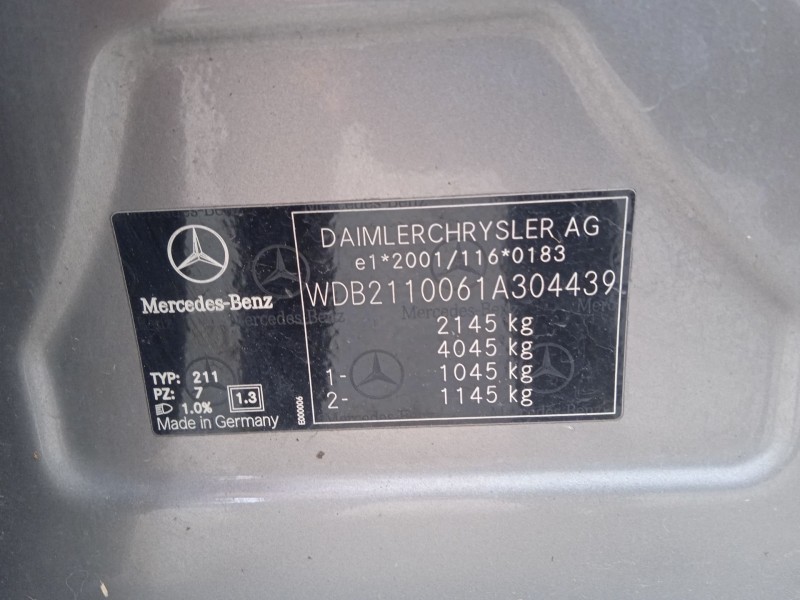 DAIMLERCHRYSLER AG
e1*2001/116*0183
WDB2110061A304439
2145 kg
4045 kg
1- 1045 kg
2- 1145 kg
Mercedes-Benz
TYP: 211
PZ: 7
1.0% 1.3
Made in Germany
E000006